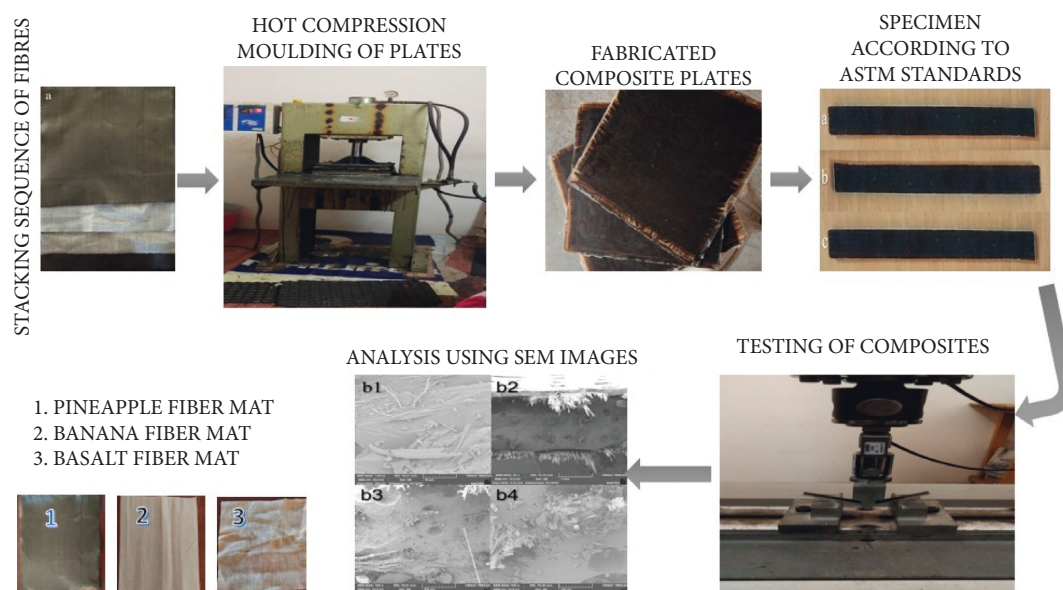 STACKING SEQUENCE OF FIBRES
a
HOT COMPRESSION
MOULDING OF PLATES
FABRICATED
COMPOSITE PLATES
SPECIMEN
ACCORDING TO
ASTM STANDARDS
a
b
c
TESTING OF COMPOSITES
ANALYSIS USING SEM IMAGES
b1
b2
b3
b4
1. PINEAPPLE FIBER MAT
2. BANANA FIBER MAT
3. BASALT FIBER MAT
1
2
3